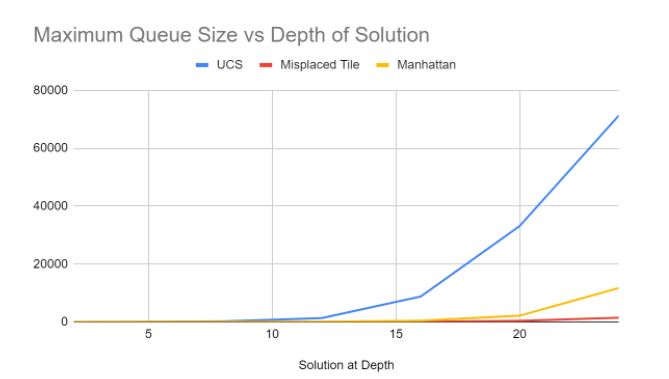 Maximum Queue Size vs Depth of Solution
UCS Misplaced Tile Manhattan
80000
60000
40000
20000
0
5 10 15 20
Solution at Depth